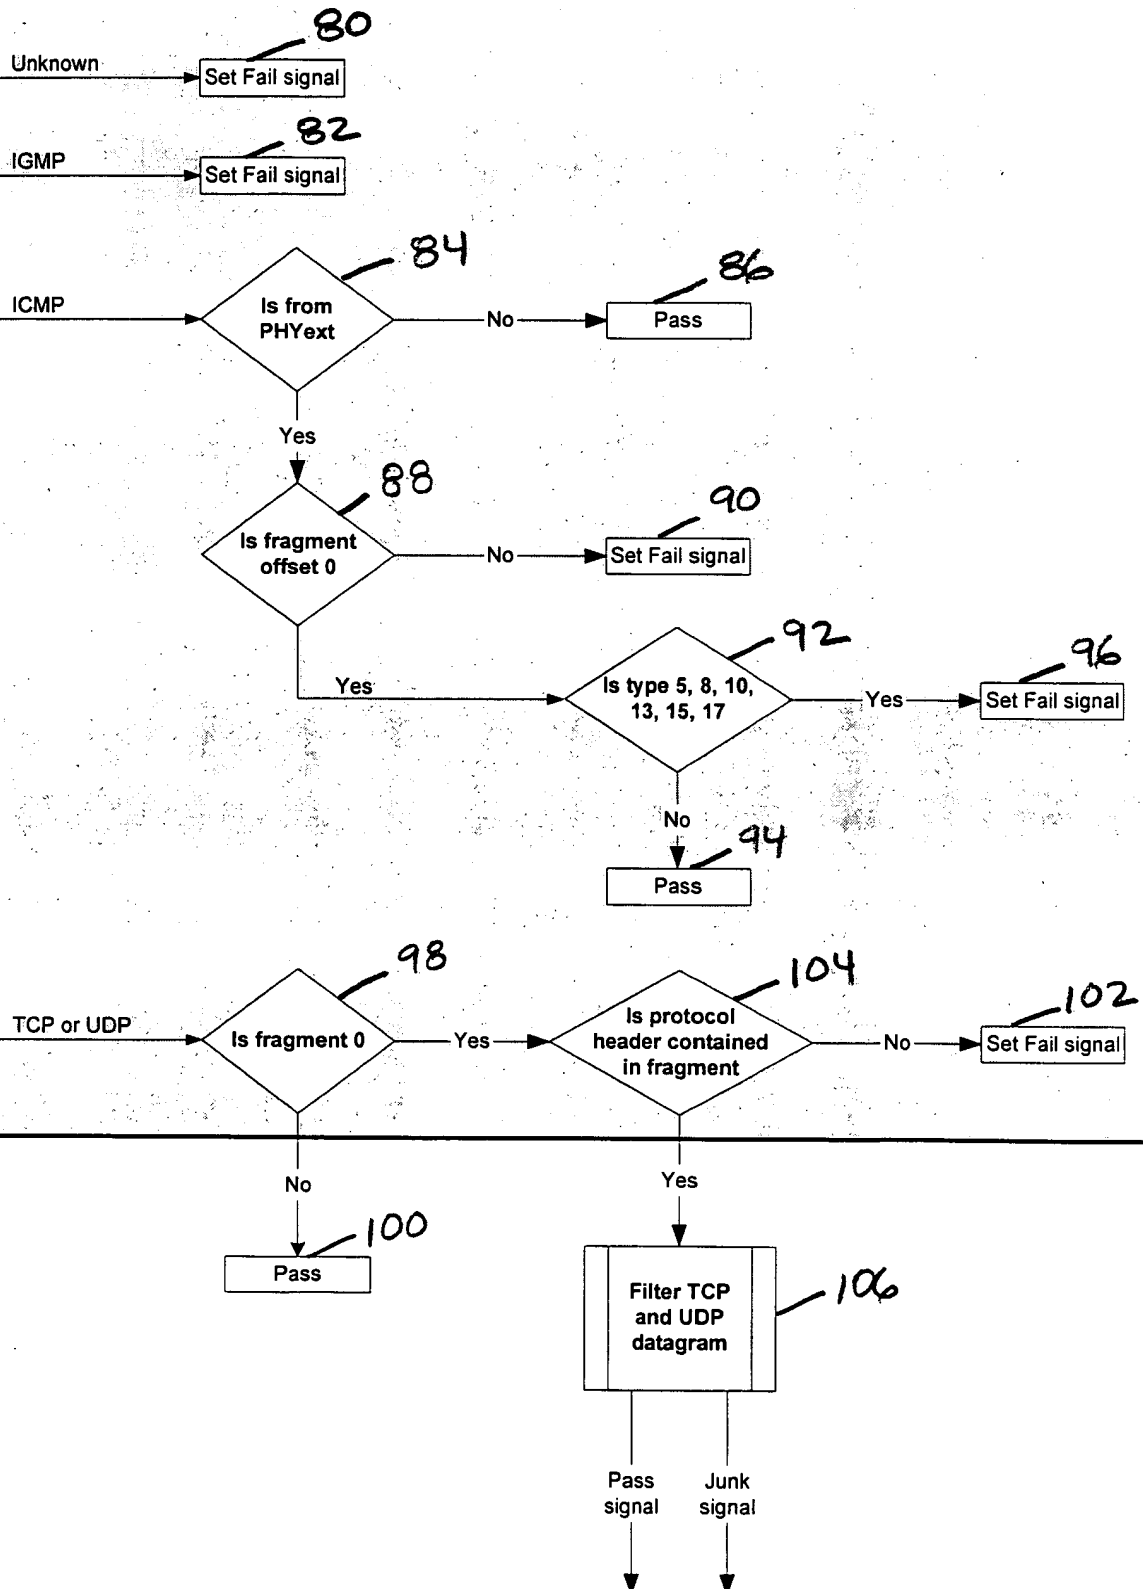 80
Unknown
Set Fail signal
82
IGMP
Set Fail signal
84
86
ICMP
Is from
PHYext
No
Pass
Yes
88
90
Is fragment
offset 0
No
Set Fail signal
92
96
Yes
Is type 5, 8, 10,
13, 15, 17
Yes
Set Fail signal
No
94
Pass
98
104
102
TCP or UDP
Is fragment 0
Yes
Is protocol
header contained
in fragment
No
Set Fail signal
No
Yes
100
Pass
106
Filter TCP
and UDP
datagram
Pass
signal
Junk
signal